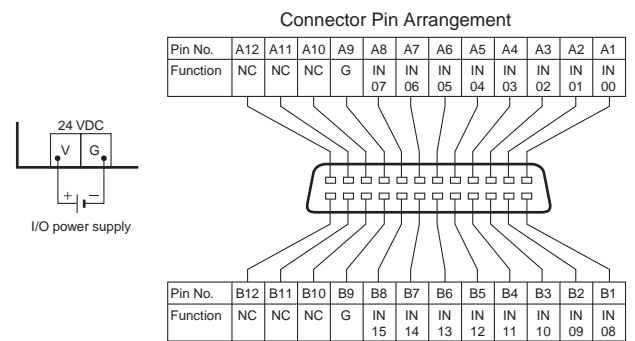 Connector Pin Arrangement
Pin No. A12 A11 A10 A9 A8 A7 A6 A5 A4 A3 A2 A1
Function NC NC NC G IN 07 IN 06 IN 05 IN 04 IN 03 IN 02 IN 01 IN 00
24 VDC
V G
+ −
I/O power supply
Pin No. B12 B11 B10 B9 B8 B7 B6 B5 B4 B3 B2 B1
Function NC NC NC G IN 15 IN 14 IN 13 IN 12 IN 11 IN 10 IN 09 IN 08